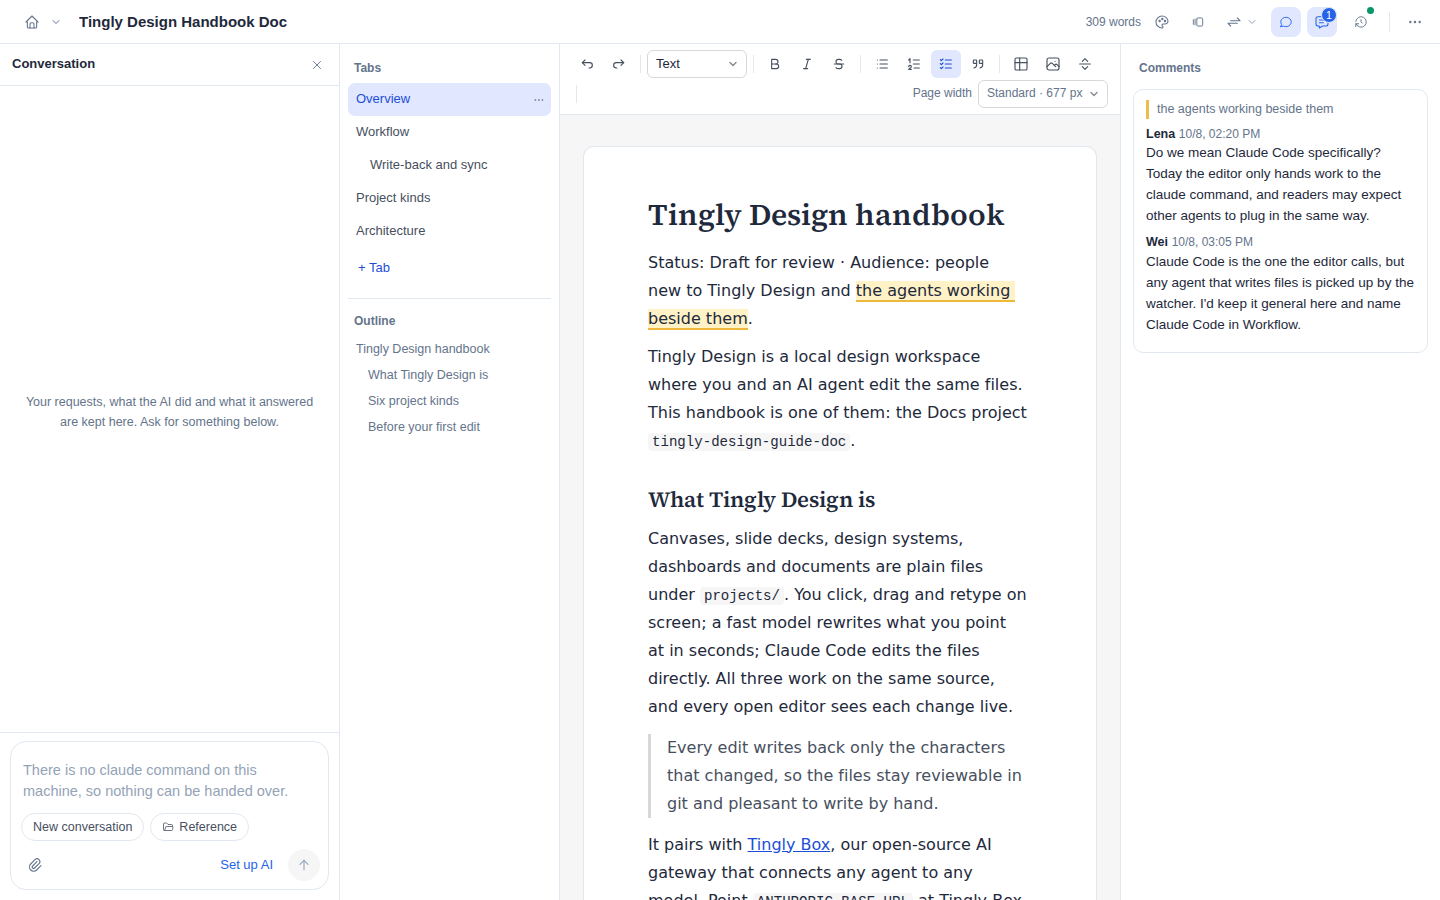 Tingly Design Handbook Doc
309 words
1
Conversation
Your requests, what the AI did and what it answered
are kept here. Ask for something below.
There is no claude command on this
machine, so nothing can be handed over.
New conversation
Reference
Set up AI
Tabs
Overview
Workflow
Write-back and sync
Project kinds
Architecture
+ Tab
Outline
Tingly Design handbook
What Tingly Design is
Six project kinds
Before your first edit
Text
Page width
Standard · 677 px
Tingly Design handbook
Status: Draft for review · Audience: people
new to Tingly Design and the agents working
beside them.
Tingly Design is a local design workspace
where you and an AI agent edit the same files.
This handbook is one of them: the Docs project
tingly-design-guide-doc.
What Tingly Design is
Canvases, slide decks, design systems,
dashboards and documents are plain files
under projects/. You click, drag and retype on
screen; a fast model rewrites what you point
at in seconds; Claude Code edits the files
directly. All three work on the same source,
and every open editor sees each change live.
Every edit writes back only the characters
that changed, so the files stay reviewable in
git and pleasant to write by hand.
It pairs with Tingly Box, our open-source AI
gateway that connects any agent to any
model. Point ANTHROPIC_BASE_URL at Tingly Box
Comments
the agents working beside them
Lena 10/8, 02:20 PM
Do we mean Claude Code specifically?
Today the editor only hands work to the
claude command, and readers may expect
other agents to plug in the same way.
Wei 10/8, 03:05 PM
Claude Code is the one the editor calls, but
any agent that writes files is picked up by the
watcher. I'd keep it general here and name
Claude Code in Workflow.